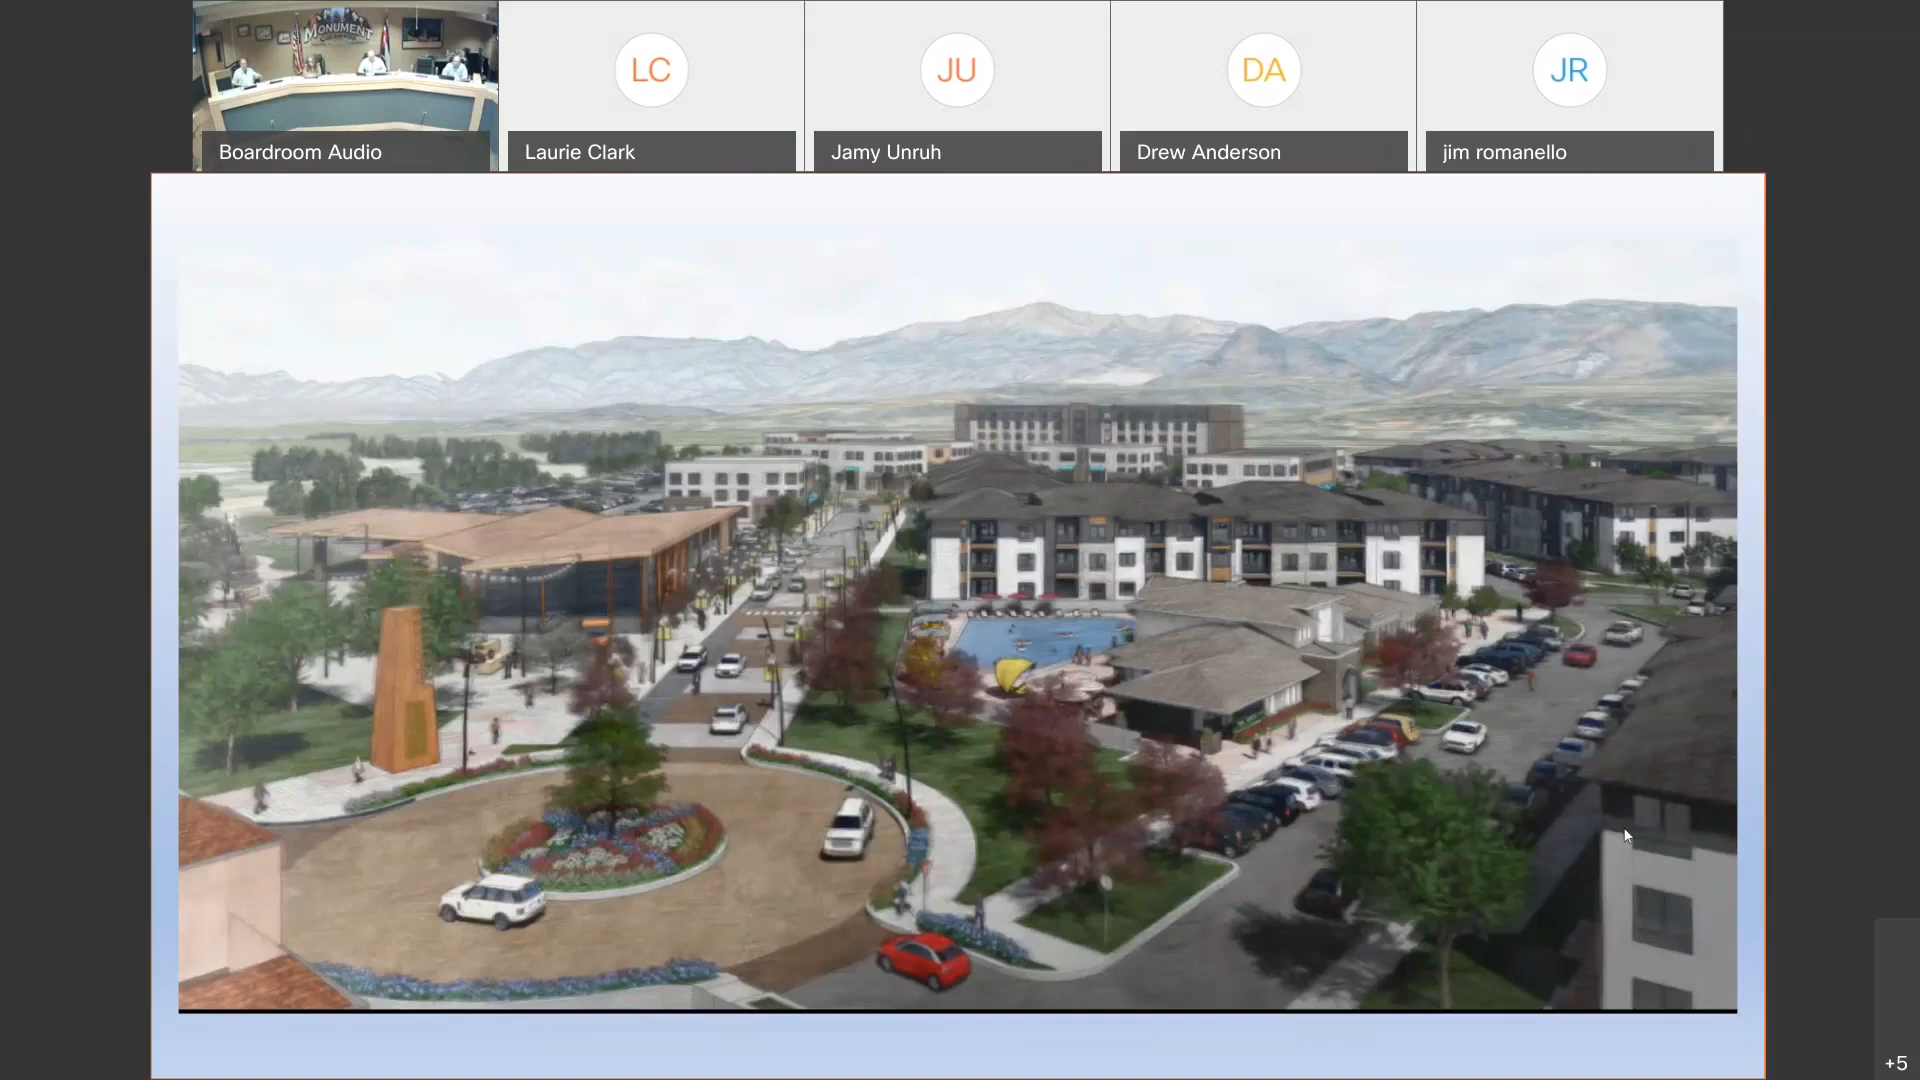 MONUMENT
LC
JU
DA
JR
Boardroom Audio
Laurie Clark
Jamy Unruh
Drew Anderson
jim romanello
+5